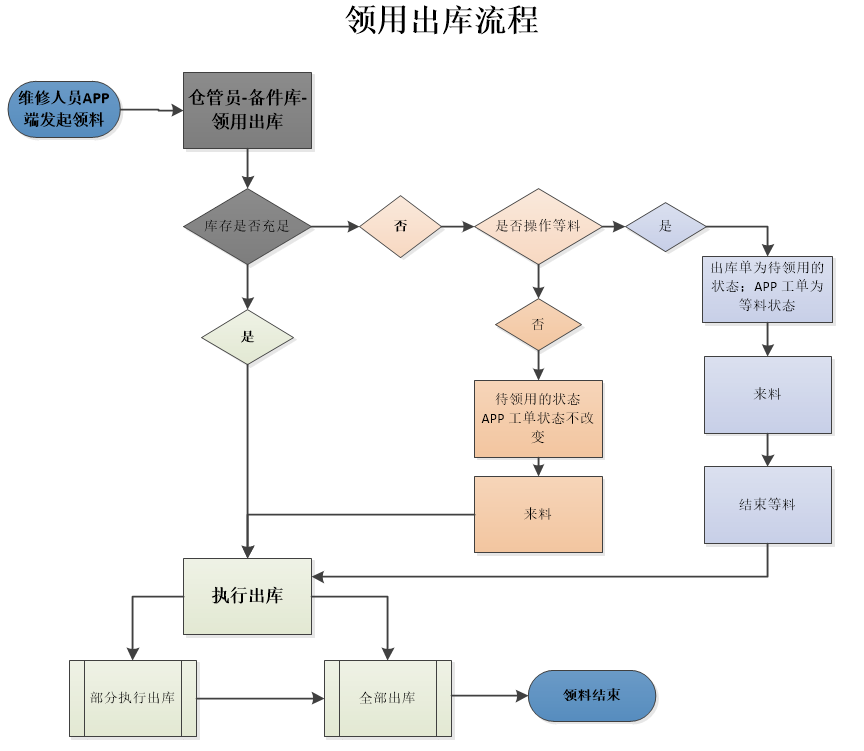 领用出库流程
维修人员APP
端发起领料
仓管员-备件库-
领用出库
库存是否充足
否
是否操作等料
是
出库单为待领用的
状态；APP 工单为
等料状态
是
否
来料
待领用的状态
APP 工单状态不改
变
结束等料
来料
执行出库
部分执行出库
全部出库
领料结束